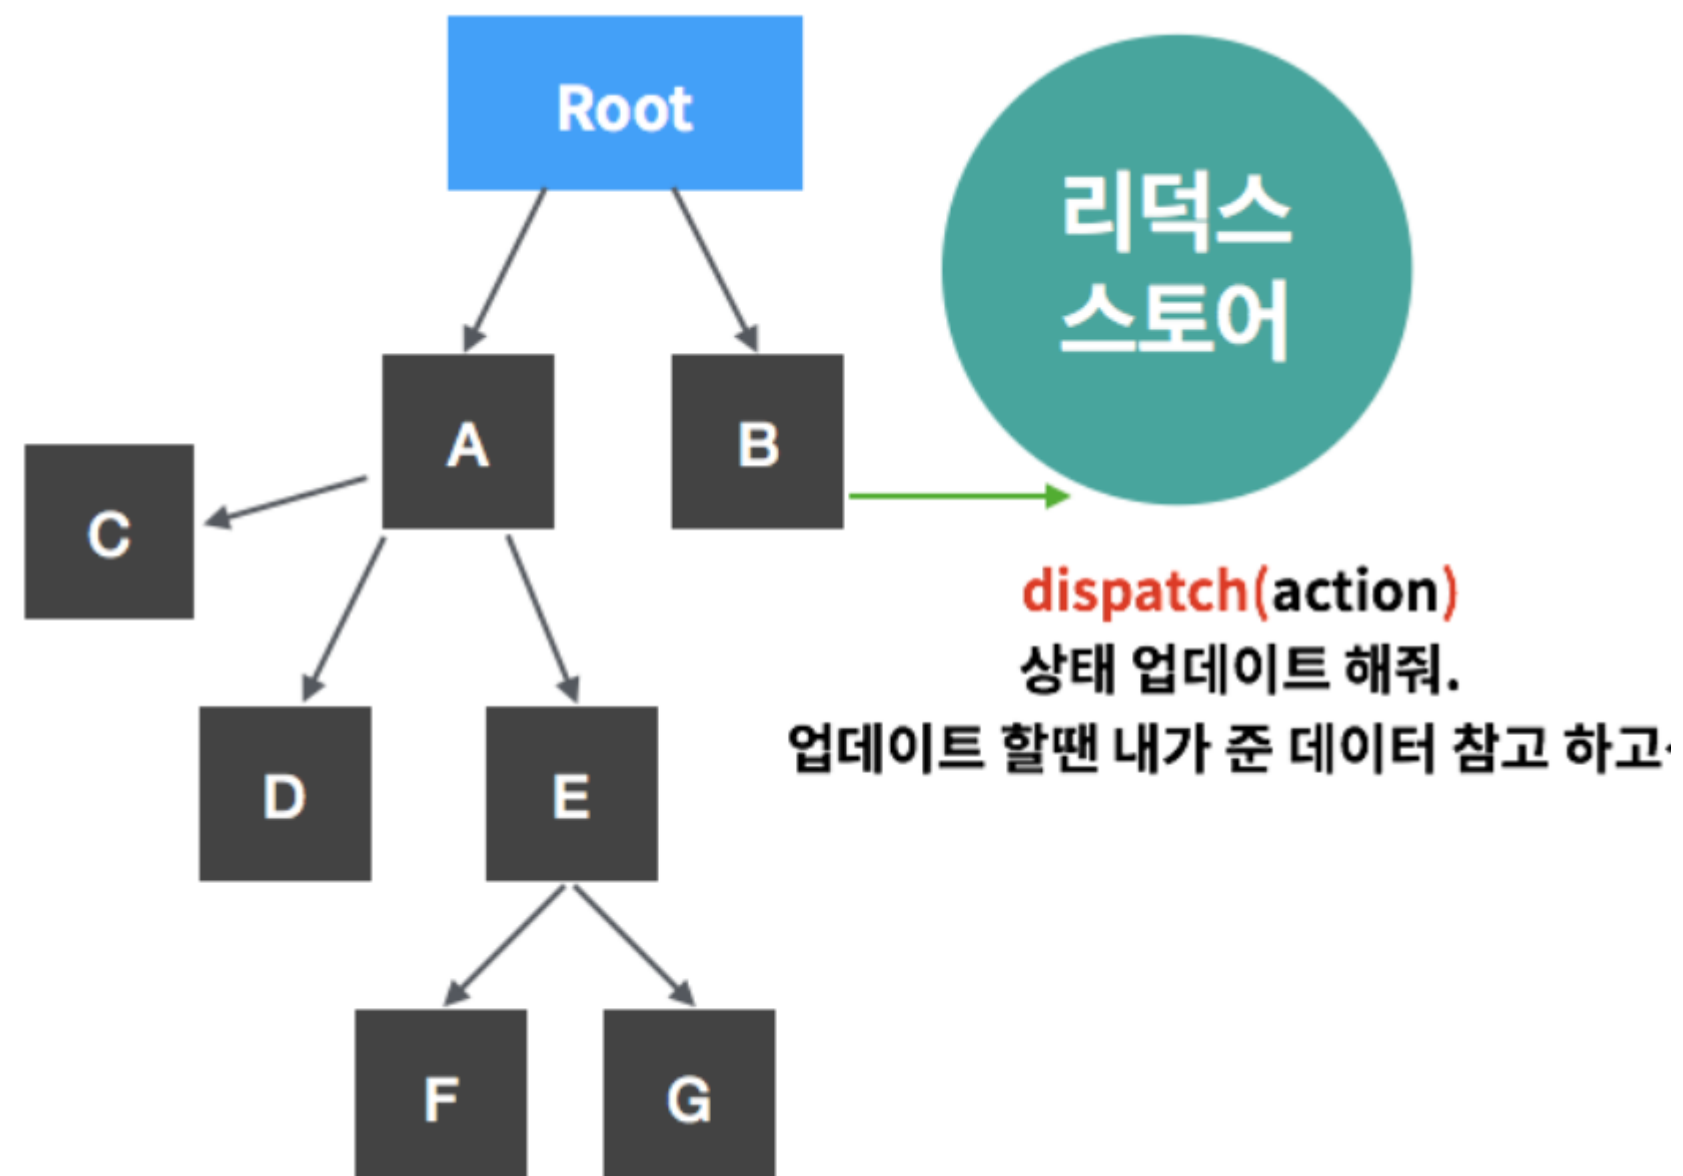 Root
리덕스
스토어
A
B
C
dispatch(action)
상태 업데이트 해줘.
업데이트 할땐 내가 준 데이터 참고 하고
D
E
F
G